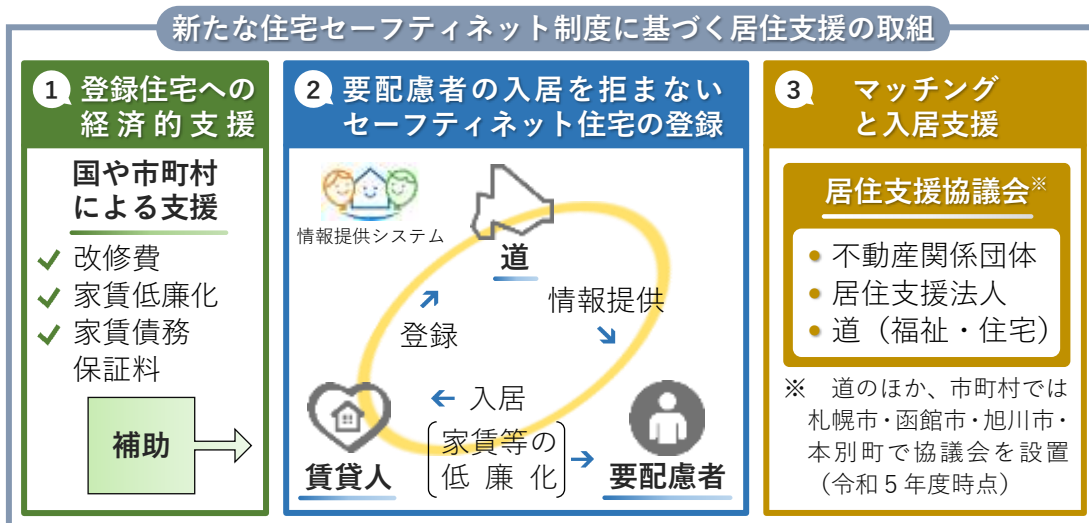 新たな住宅セーフティネット制度に基づく居住支援の取組
1 登録住宅への
経済的支援
国や市町村
による支援
✓ 改修費
✓ 家賃低廉化
✓ 家賃債務
保証料
補助
2 要配慮者の入居を拒まない
セーフティネット住宅の登録
情報提供システム
道
登録
情報提供
← 入居
家賃等の
低廉化
→
賃貸人
要配慮者
3 マッチング
と入居支援
居住支援協議会※
• 不動産関係団体
• 居住支援法人
• 道（福祉・住宅）
※ 道のほか、市町村では
札幌市・函館市・旭川市・
本別町で協議会を設置
（令和５年度時点）